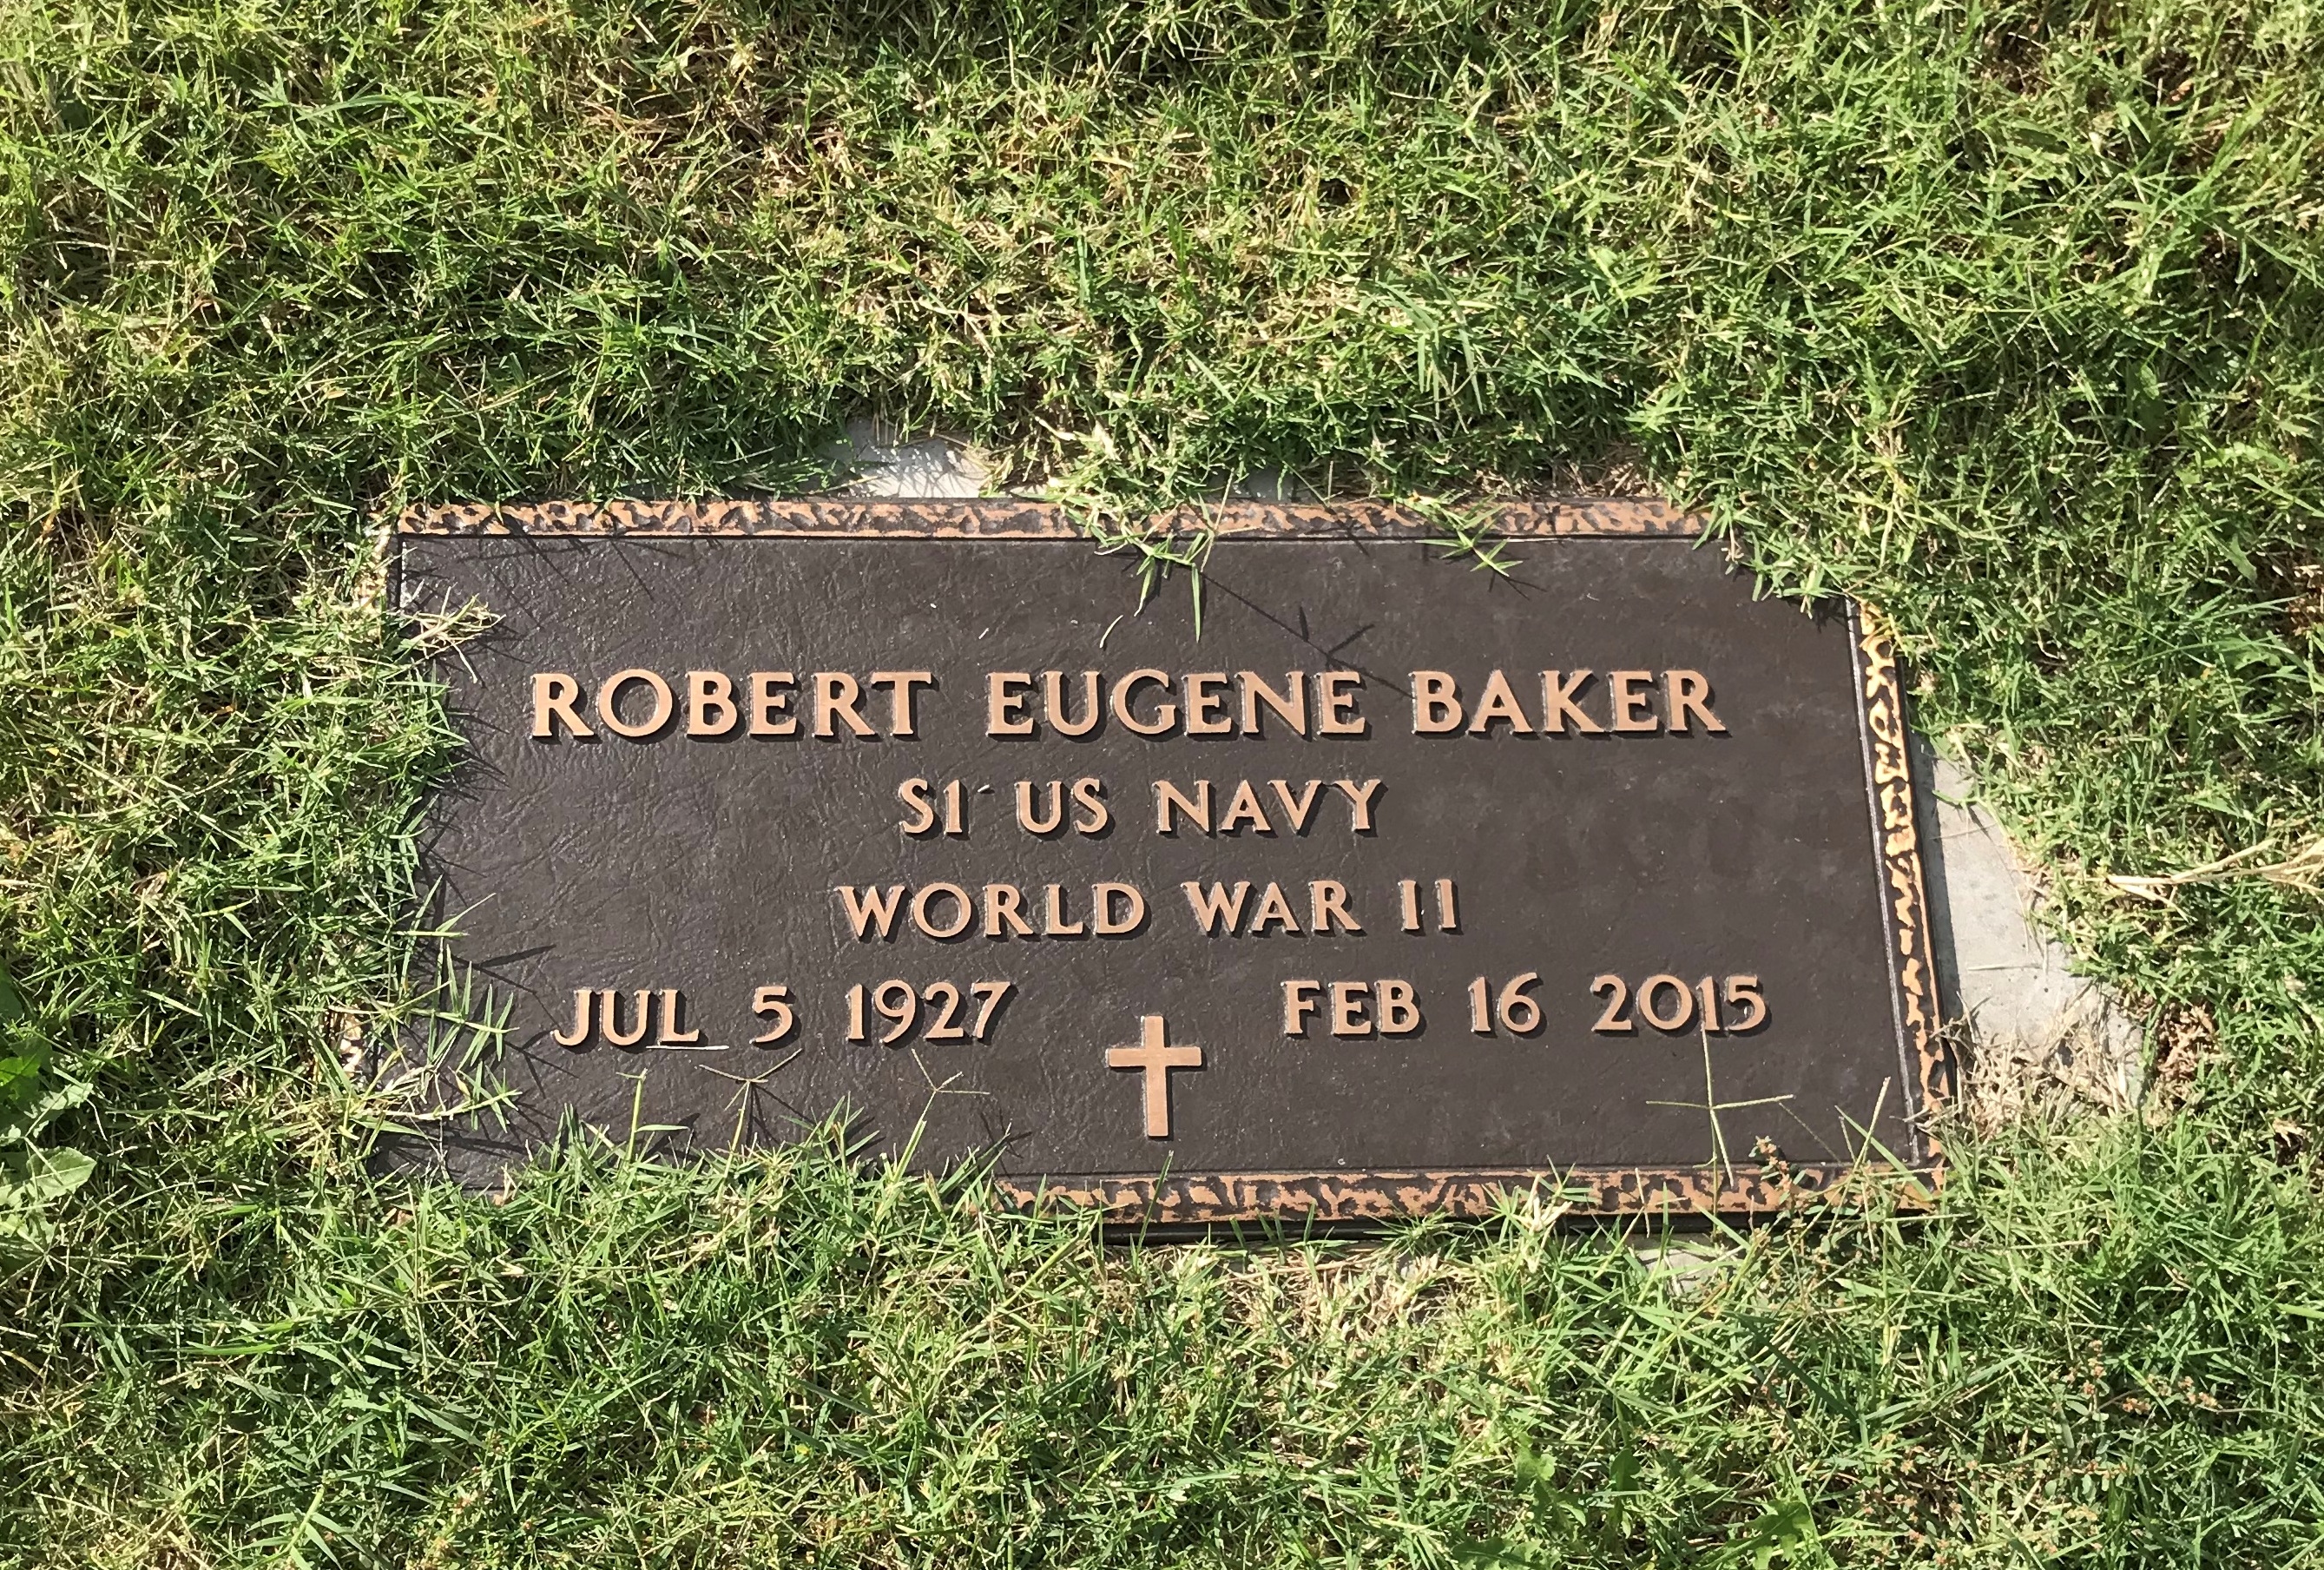 ROBERT EUGENE BAKER
S1 US NAVY
WORLD WAR II
JUL 5 1927 FEB 16 2015